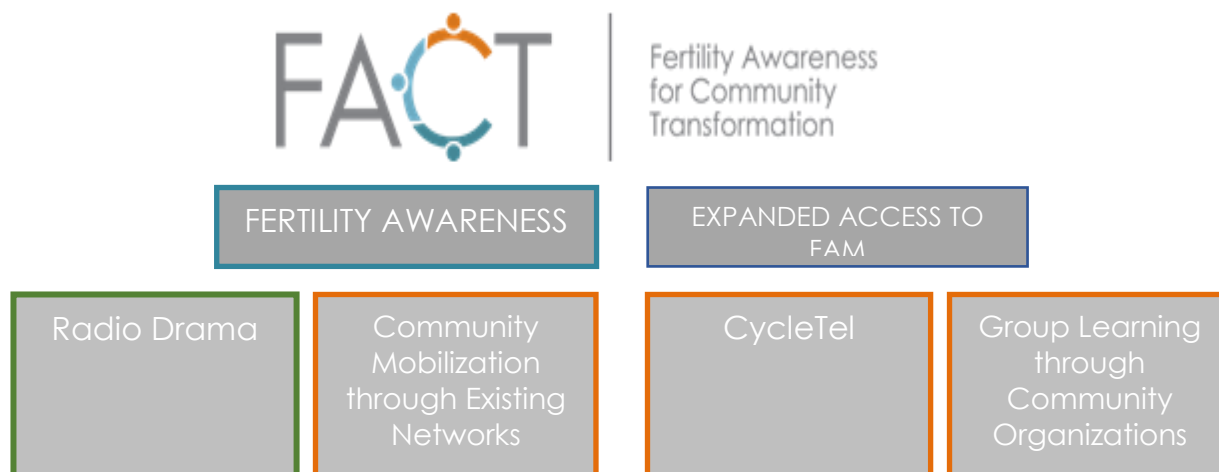 FACT
Fertility Awareness
for Community
Transformation
FERTILITY AWARENESS
EXPANDED ACCESS TO
FAM
Radio Drama
Community
Mobilization
through Existing
Networks
CycleTel
Group Learning
through
Community
Organizations